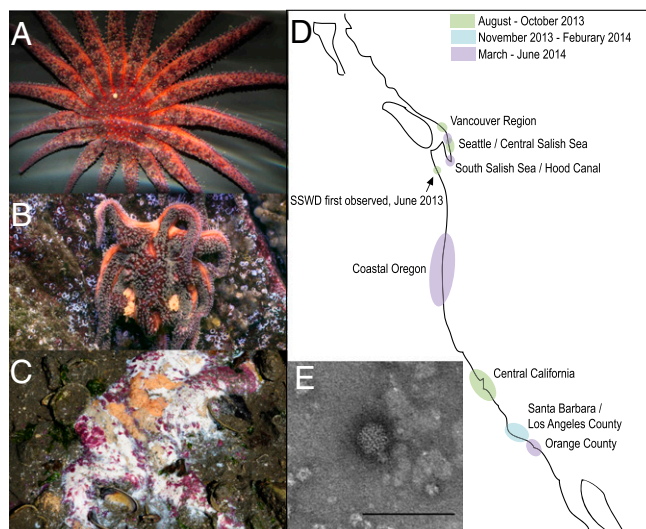 A
B
C
D
August - October 2013
November 2013 - Feburary 2014
March - June 2014
Vancouver Region
Seattle / Central Salish Sea
South Salish Sea / Hood Canal
SSWD first observed, June 2013
Coastal Oregon
Central California
Santa Barbara /
Los Angeles County
Orange County
E